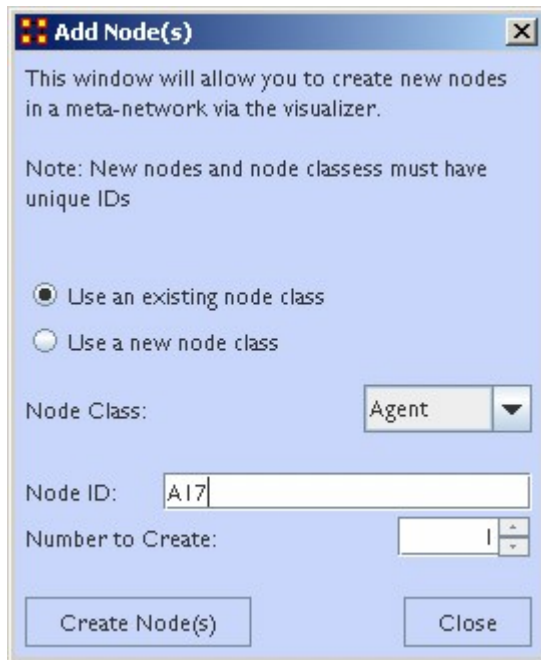 Add Node(s)
This window will allow you to create new nodes
in a meta-network via the visualizer.
Note: New nodes and node classess must have
unique IDs
Use an existing node class
Use a new node class
Node Class: Agent
Node ID: A17
Number to Create: 1
Create Node(s) Close